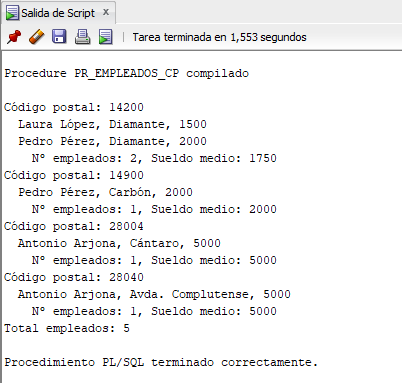 Salida de Script x
Tarea terminada en 1,553 segundos
Procedure PR_EMPLEADOS_CP compilado
Código postal: 14200
Laura López, Diamante, 1500
Pedro Pérez, Diamante, 2000
Nº empleados: 2, Sueldo medio: 1750
Código postal: 14900
Pedro Pérez, Carbón, 2000
Nº empleados: 1, Sueldo medio: 2000
Código postal: 28004
Antonio Arjona, Cántaro, 5000
Nº empleados: 1, Sueldo medio: 5000
Código postal: 28040
Antonio Arjona, Avda. Complutense, 5000
Nº empleados: 1, Sueldo medio: 5000
Total empleados: 5
Procedimiento PL/SQL terminado correctamente.